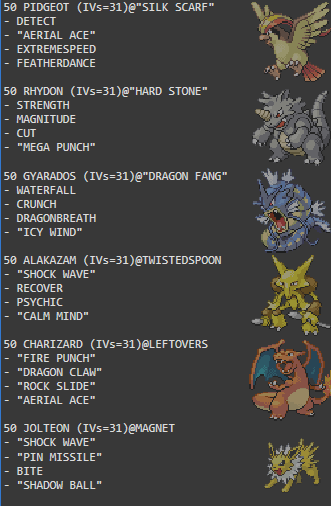 50 PIDGEOT (IVs=31)@"SILK SCARF"
- DETECT
- "AERIAL ACE"
- EXTREMESPEED
- FEATHERDANCE
50 RHYDON (IVs=31)@"HARD STONE"
- STRENGTH
- MAGNITUDE
- CUT
- "MEGA PUNCH"
50 GYARADOS (IVs=31)@"DRAGON FANG"
- WATERFALL
- CRUNCH
- DRAGONBREATH
- "ICY WIND"
50 ALAKAZAM (IVs=31)@TWISTEDSPOON
- "SHOCK WAVE"
- RECOVER
- PSYCHIC
- "CALM MIND"
50 CHARIZARD (IVs=31)@LEFTOVERS
- "FIRE PUNCH"
- "DRAGON CLAW"
- "ROCK SLIDE"
- "AERIAL ACE"
50 JOLTEON (IVs=31)@MAGNET
- "SHOCK WAVE"
- "PIN MISSILE"
- BITE
- "SHADOW BALL"